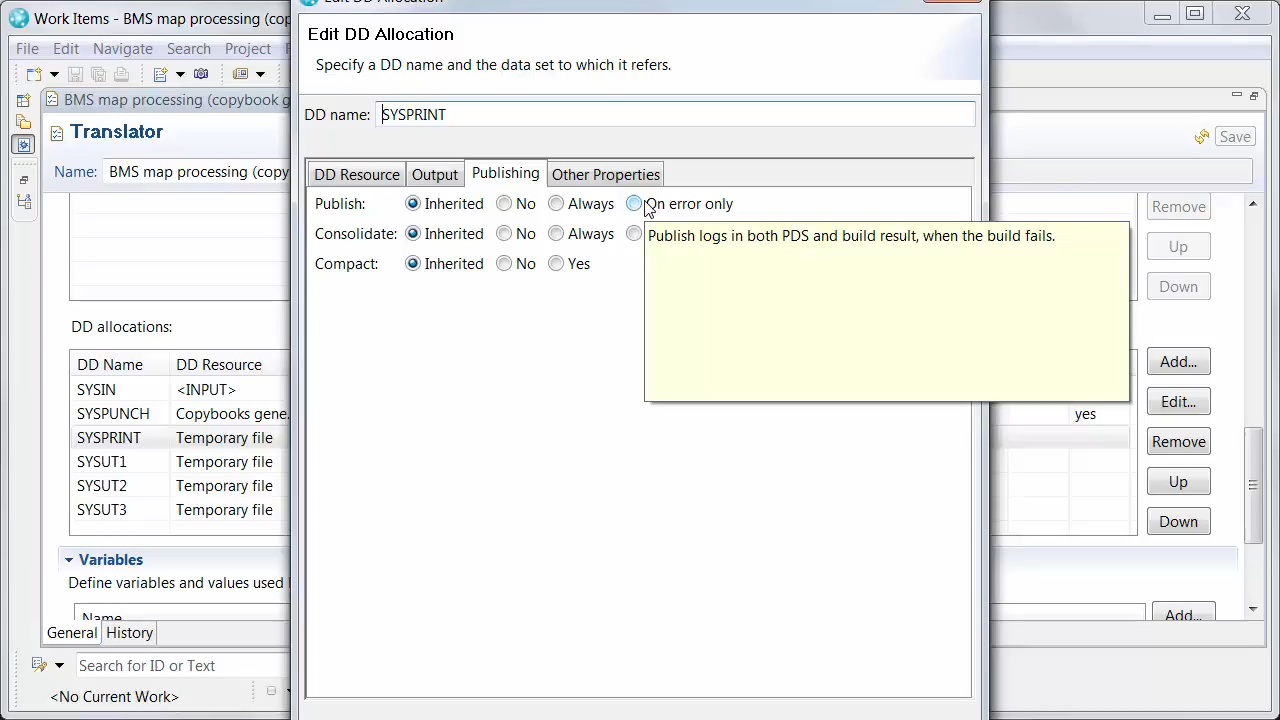 Work Items - BMS map processing (cop
Edit DD Allocation
File Edit Navigate Search Project
Edit DD Allocation
Specify a DD name and the data set to which it refers.
BMS map processing (copybook g
Translator
Save
DD name: SYSPRINT
Name: BMS map processing (copy
DD Resource Output Publishing Other Properties
Publish: Inherited No Always On error only
Remove
Consolidate: Inherited No Always
Publish logs in both PDS and build result, when the build fails.
Up
Compact: Inherited No Yes
Down
DD allocations:
DD Name DD Resource
Add...
SYSIN <INPUT>
Edit...
SYSPUNCH Copybooks gene.
yes
SYSPRINT Temporary file
Remove
SYSUT1 Temporary file
SYSUT2 Temporary file
Up
SYSUT3 Temporary file
Down
Variables
Define variables and values used
Name
Add...
General History
Search for ID or Text
<No Current Work>